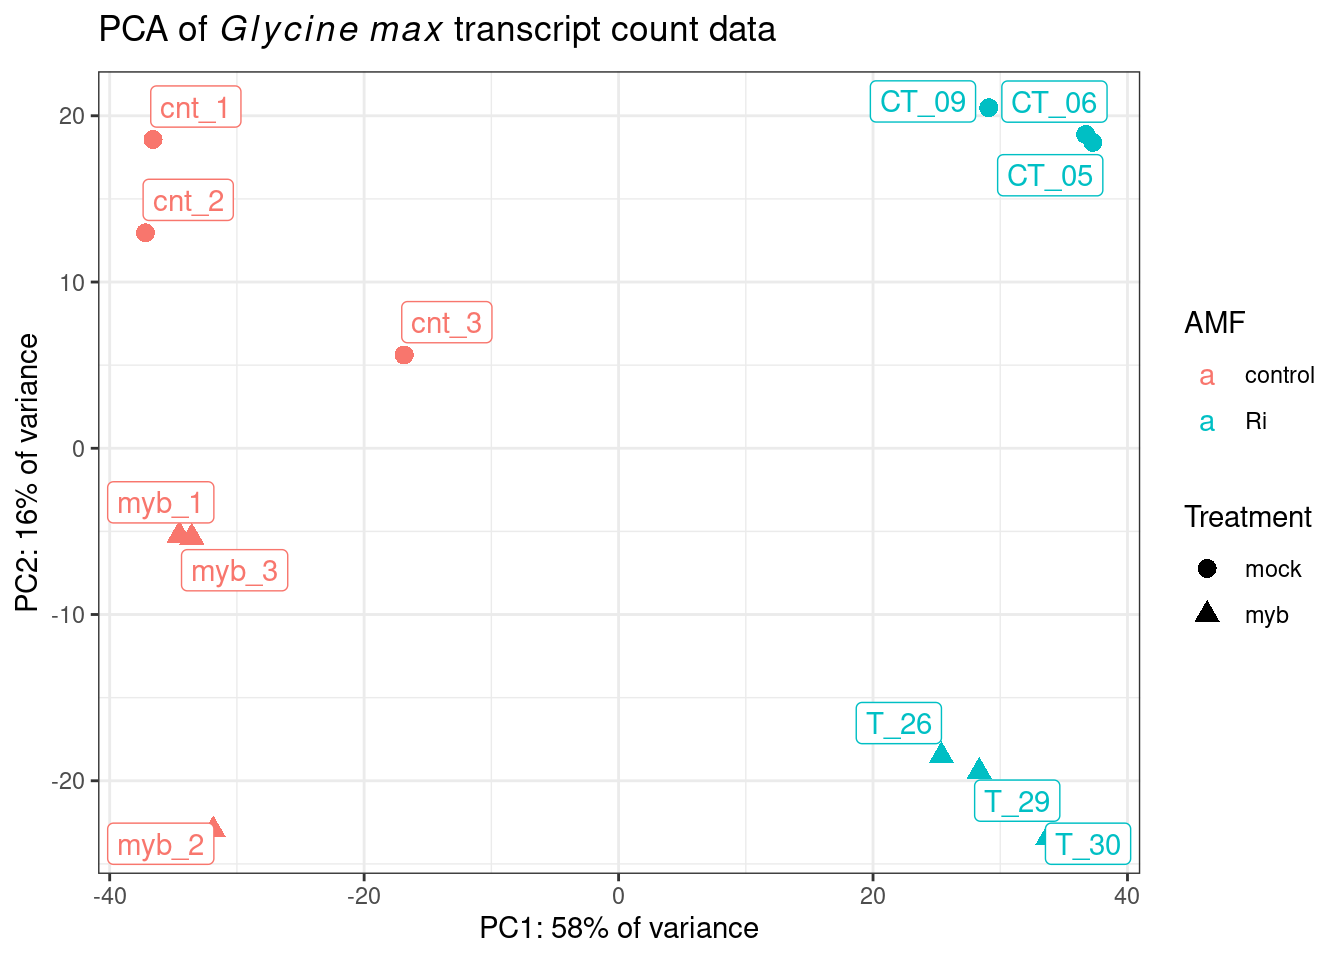 PCA of Glycine max transcript count data
PC2: 16% of variance
20
10
0
-10
-20
cnt_1
cnt_2
cnt_3
myb_1
myb_3
myb_2
CT_09
CT_06
CT_05
T_26
T_29
T_30
-40
-20
0
20
40
PC1: 58% of variance
AMF
a control
a Ri
Treatment
mock
myb